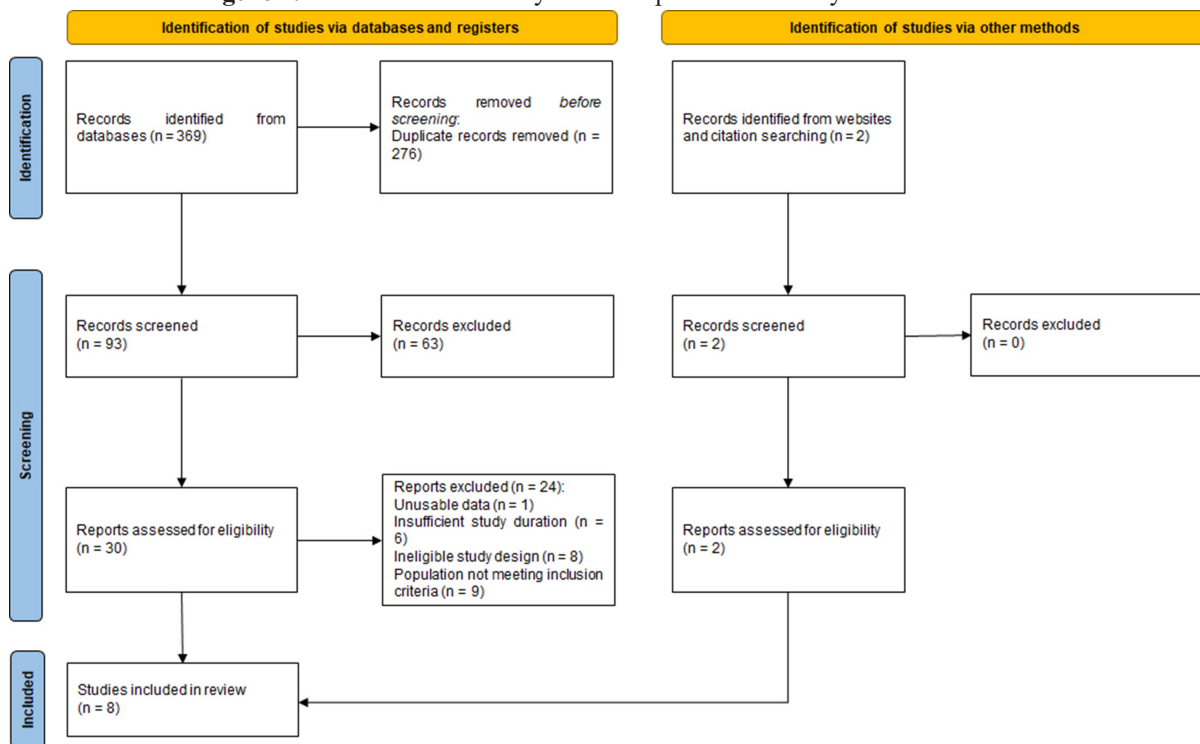 Identification of studies via databases and registers
Identification of studies via other methods
Identification
Records identified from
databases (n = 369)
Records removed before
screening:
Duplicate records removed (n =
276)
Records identified from websites
and citation searching (n = 2)
Screening
Records screened
(n = 93)
Records excluded
(n = 63)
Records screened
(n = 2)
Records excluded
(n = 0)
Reports assessed for eligibility
(n = 30)
Reports excluded (n = 24):
Unusable data (n = 1)
Insufficient study duration (n =
6)
Ineligible study design (n = 8)
Population not meeting inclusion
criteria (n = 9)
Reports assessed for eligibility
(n = 2)
Included
Studies included in review
(n = 8)